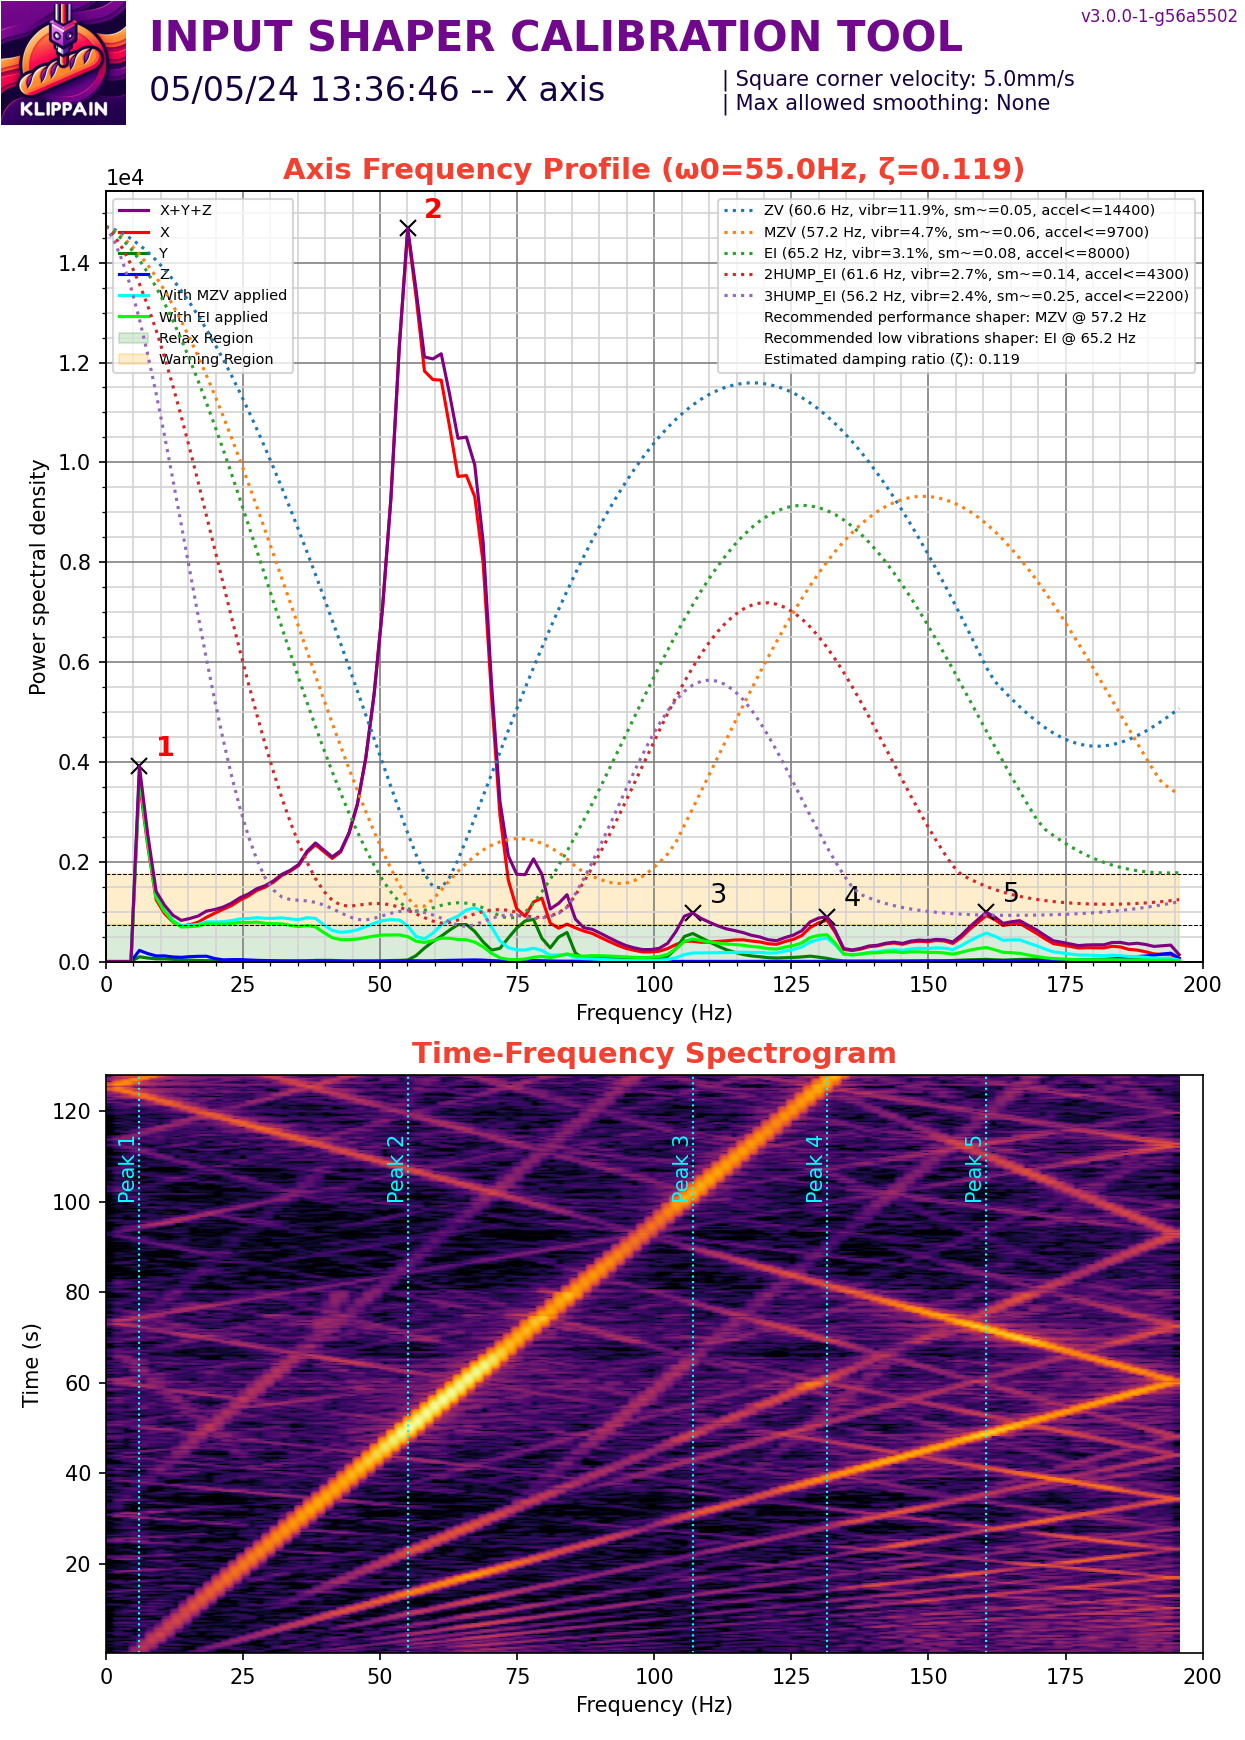 v3.0.0-1-g56a5502
INPUT SHAPER CALIBRATION TOOL
KLIPPAIN
05/05/24 13:36:46 -- X axis
| Square corner velocity: 5.0mm/s
| Max allowed smoothing: None
Axis Frequency Profile (ω0=55.0Hz, ζ=0.119)
1e4
X+Y+Z
X
Y
Z
With MZV applied
With EI applied
Relax Region
Warning Region
ZV (60.6 Hz, vibr=11.9%, sm~=0.05, accel<=14400)
MZV (57.2 Hz, vibr=4.7%, sm~=0.06, accel<=9700)
EI (65.2 Hz, vibr=3.1%, sm~=0.08, accel<=8000)
2HUMP_EI (61.6 Hz, vibr=2.7%, sm~=0.14, accel<=4300)
3HUMP_EI (56.2 Hz, vibr=2.4%, sm~=0.25, accel<=2200)
Recommended performance shaper: MZV @ 57.2 Hz
Recommended low vibrations shaper: EI @ 65.2 Hz
Estimated damping ratio (ζ): 0.119
1
2
3
4
5
Power spectral density
1.4
1.2
1.0
0.8
0.6
0.4
0.2
0.0
0 25 50 75 100 125 150 175 200
Frequency (Hz)
Time-Frequency Spectrogram
Peak 1
Peak 2
Peak 3
Peak 4
Peak 5
Time (s)
120
100
80
60
40
20
0 25 50 75 100 125 150 175 200
Frequency (Hz)